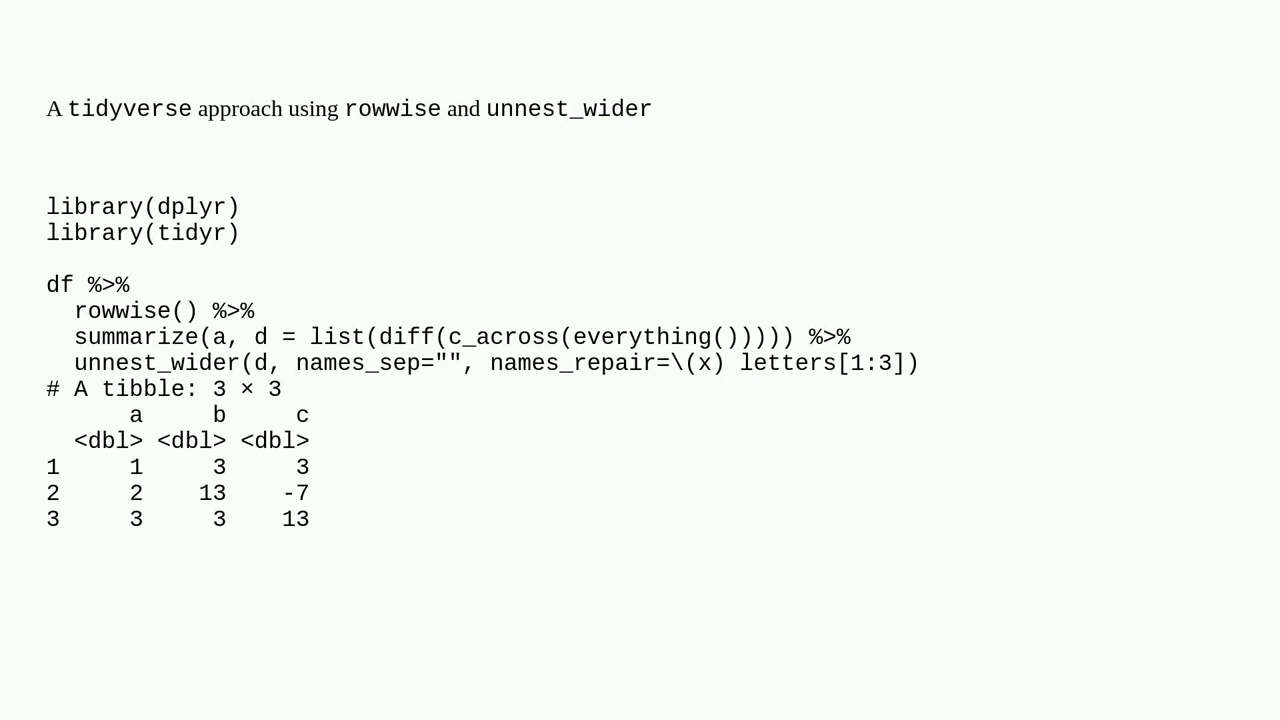 A tidyverse approach using rowwise and unnest_wider
library(dplyr)
library(tidyr)
df %>%
  rowwise() %>%
  summarize(a, d = list(diff(c_across(everything())))) %>%
  unnest_wider(d, names_sep="", names_repair=\(x) letters[1:3])
# A tibble: 3 × 3
      a     b     c
  <dbl> <dbl> <dbl>
1     1     3     3
2     2    13    -7
3     3     3    13